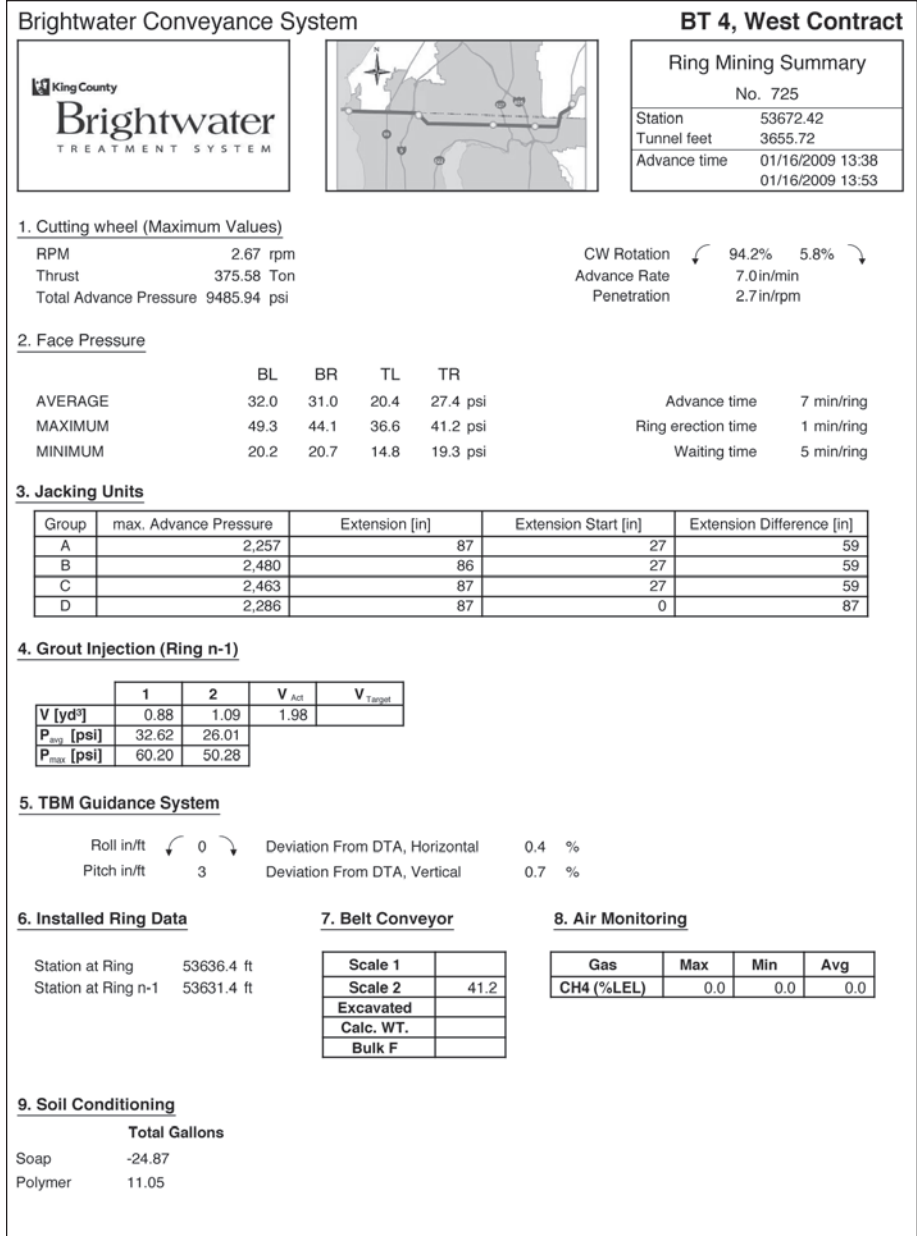 Brightwater Conveyance System
BT 4, West Contract
King County
Brightwater
TREATMENT SYSTEM
N
Ring Mining Summary
No. 725
Station 53672.42
Tunnel feet 3655.72
Advance time 01/16/2009 13:38
01/16/2009 13:53
1. Cutting wheel (Maximum Values)
RPM 2.67 rpm
Thrust 375.58 Ton
Total Advance Pressure 9485.94 psi
CW Rotation 94.2% 5.8%
Advance Rate 7.0in/min
Penetration 2.7in/rpm
2. Face Pressure
BL BR TL TR
AVERAGE 32.0 31.0 20.4 27.4 psi
MAXIMUM 49.3 44.1 36.6 41.2 psi
MINIMUM 20.2 20.7 14.8 19.3 psi
Advance time 7 min/ring
Ring erection time 1 min/ring
Waiting time 5 min/ring
3. Jacking Units
Group max. Advance Pressure Extension [in] Extension Start [in] Extension Difference [in]
A 2,257 87 27 59
B 2,480 86 27 59
C 2,463 87 27 59
D 2,286 87 0 87
4. Grout Injection (Ring n-1)
1 2 V Act V Target
V [yd³] 0.88 1.09 1.98
P avg [psi] 32.62 26.01
P max [psi] 60.20 50.28
5. TBM Guidance System
Roll in/ft 0 Deviation From DTA, Horizontal 0.4 %
Pitch in/ft 3 Deviation From DTA, Vertical 0.7 %
6. Installed Ring Data
Station at Ring 53636.4 ft
Station at Ring n-1 53631.4 ft
7. Belt Conveyor
Scale 1
Scale 2 41.2
Excavated
Calc. WT.
Bulk F
8. Air Monitoring
Gas Max Min Avg
CH4 (%LEL) 0.0 0.0 0.0
9. Soil Conditioning
Total Gallons
Soap -24.87
Polymer 11.05